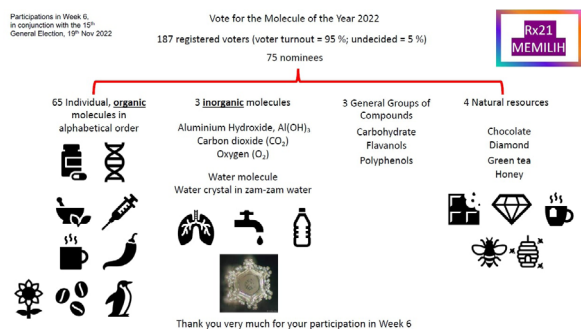 Participations in Week 6,
in conjunction with the 15th
General Election, 19th Nov 2022
Vote for the Molecule of the Year 2022
187 registered voters (voter turnout = 95 %; undecided = 5 %)
75 nominees
Rx21
MEMILIH
65 Individual, organic
molecules in
alphabetical order
3 inorganic molecules
Aluminium Hydroxide, Al(OH)₃
Carbon dioxide (CO₂)
Oxygen (O₂)
Water molecule
Water crystal in zam-zam water
3 General Groups of
Compounds
Carbohydrate
Flavanols
Polyphenols
4 Natural resources
Chocolate
Diamond
Green tea
Honey
Thank you very much for your participation in Week 6